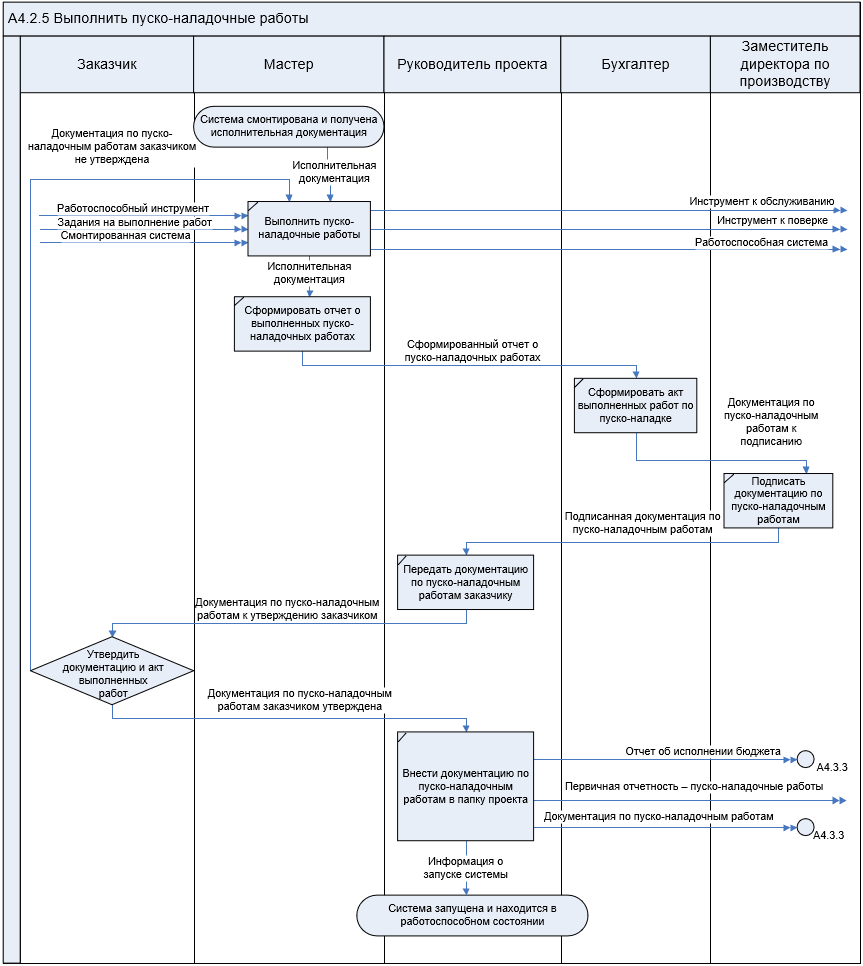 А4.2.5 Выполнить пуско-наладочные работы
Заказчик
Мастер
Руководитель проекта
Бухгалтер
Заместитель
директора по
производству
Система смонтирована и получена
исполнительная документация
Документация по пуско-
наладочным работам заказчиком
не утверждена
Исполнительная
документация
Работоспособный инструмент
Задания на выполнение работ
Смонтированная система
Выполнить пуско-
наладочные работы
Инструмент к обслуживанию
Инструмент к поверке
Работоспособная система
Исполнительная
документация
Сформировать отчет о
выполненных пуско-
наладочных работах
Сформированный отчет о
пуско-наладочных работах
Сформировать акт
выполненных работ по
пуско-наладке
Документация по
пуско-наладочным
работам к
подписанию
Подписать
документацию по
пуско-наладочным
работам
Подписанная документация по
пуско-наладочным работам
Передать документацию
по пуско-наладочным
работам заказчику
Документация по пуско-наладочным
работам к утверждению заказчиком
Утвердить
документацию и акт
выполненных
работ
Документация по пуско-наладочным
работам заказчиком утверждена
Внести документацию по
пуско-наладочным
работам в папку проекта
Отчет об исполнении бюджета
А4.3.3
Первичная отчетность – пуско-наладочные работы
Документация по пуско-наладочным работам
А4.3.3
Информация о
запуске системы
Система запущена и находится в
работоспособном состоянии